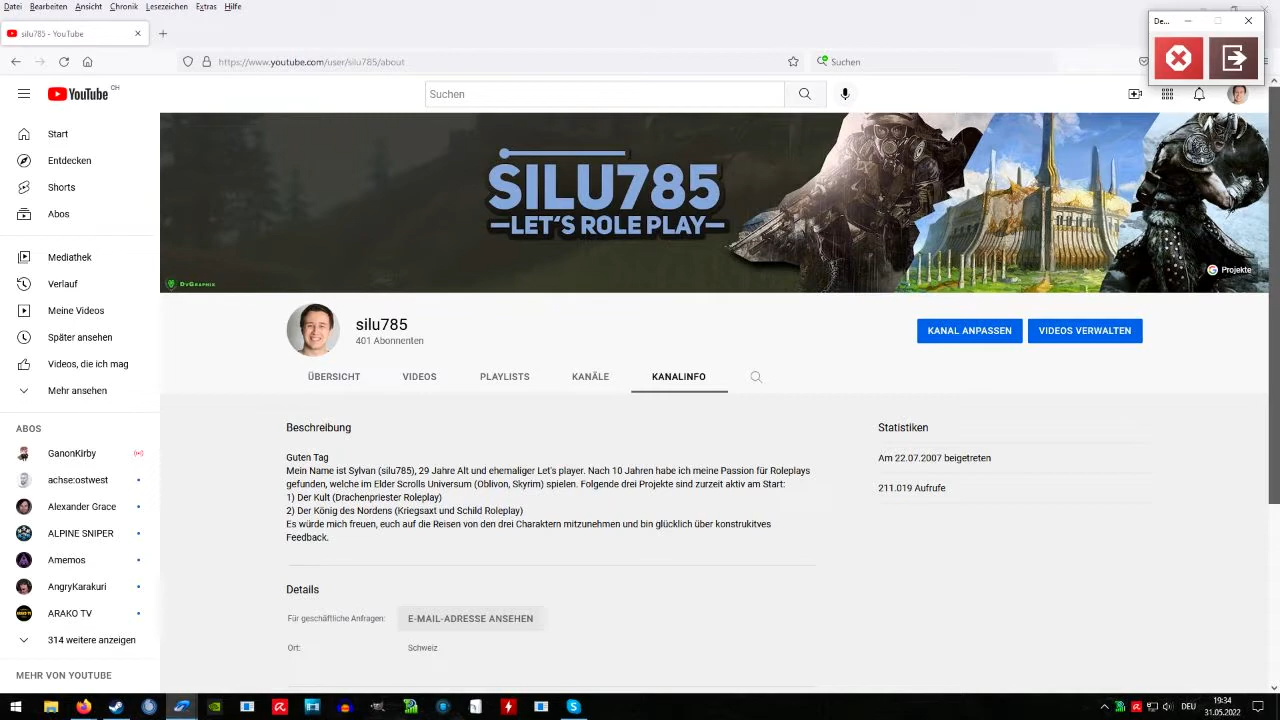 Datei Bearbeiten Ansicht Chronik Lesezeichen Extras Hilfe
De...
silu785 - YouTube
https://www.youtube.com/user/silu785/about
Suchen
YouTube CH
Suchen
Start
Entdecken
Shorts
Abos
Mediathek
Verlauf
Meine Videos
Später ansehen
Videos, die ich mag
Mehr ansehen
ABOS
GanonKirby
achse:ostwest
Alexander Grace
ALPINE SNIPER
Amemos
AngryKarakuri
ARAKO TV
314 weitere anzeigen
MEHR VON YOUTUBE
SILU785
LET'S ROLE PLAY
DVGRAPHIX
Projekte
silu785
401 Abonnenten
KANAL ANPASSEN
VIDEOS VERWALTEN
ÜBERSICHT VIDEOS PLAYLISTS KANÄLE KANALINFO
Beschreibung
Guten Tag
Mein Name ist Sylvan (silu785), 29 Jahre Alt und ehemaliger Let's player. Nach 10 Jahren habe ich meine Passion für Roleplays
gefunden, welche im Elder Scrolls Universum (Oblivon, Skyrim) spielen. Folgende drei Projekte sind zurzeit aktiv am Start:
1) Der Kult (Drachenpriester Roleplay)
2) Der König des Nordens (Kriegsaxt und Schild Roleplay)
Es würde mich freuen, euch auf die Reisen von den drei Charaktern mitzunehmen und bin glücklich über konstrukitves
Feedback.
Details
Für geschäftliche Anfragen: E-MAIL-ADRESSE ANSEHEN
Ort: Schweiz
Statistiken
Am 22.07.2007 beigetreten
211.019 Aufrufe
DEU
19:34
31.05.2022